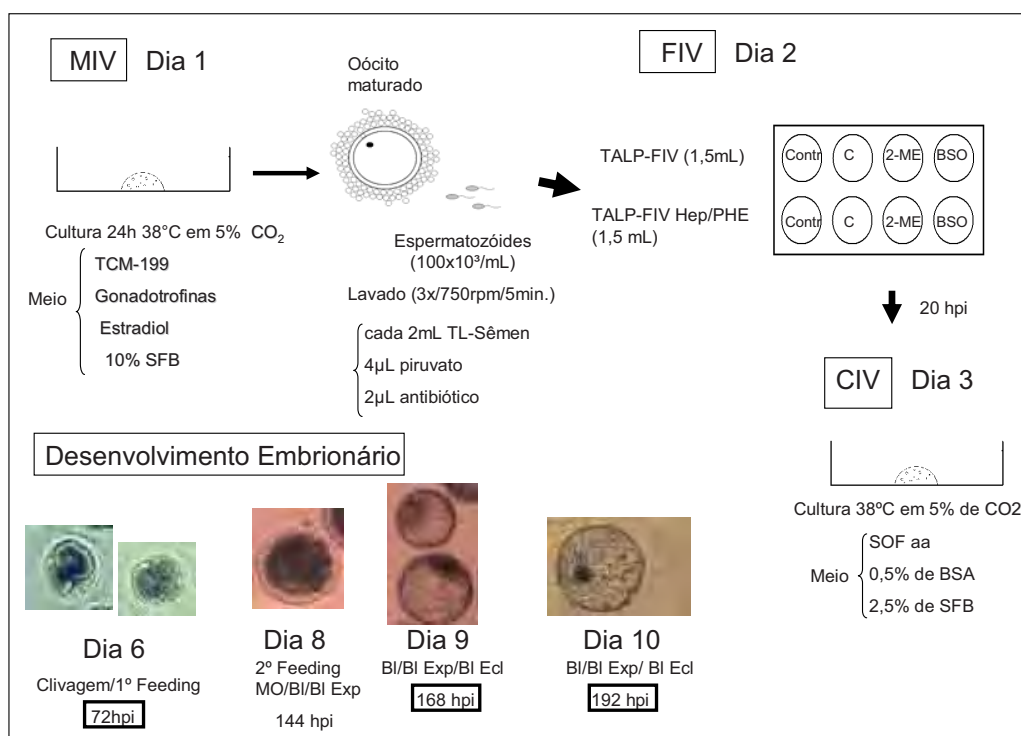 MIV Dia 1
Oócito
maturado
FIV Dia 2
TALP-FIV (1,5mL)
TALP-FIV Hep/PHE
(1,5 mL)
Contr C 2-ME BSO
Contr C 2-ME BSO
Cultura 24h 38°C em 5% CO₂
Meio
TCM-199
Gonadotrofinas
Estradiol
10% SFB
Espermatozóides
(100x10³/mL)
Lavado (3x/750rpm/5min.)
cada 2mL TL-Sêmen
4µL piruvato
2µL antibiótico
20 hpi
CIV Dia 3
Cultura 38ºC em 5% de CO2
Meio
SOF aa
0,5% de BSA
2,5% de SFB
Desenvolvimento Embrionário
Dia 6
Clivagem/1º Feeding
72hpi
Dia 8
2º Feeding
MO/Bl/Bl Exp
144 hpi
Dia 9
Bl/Bl Exp/Bl Ecl
168 hpi
Dia 10
Bl/Bl Exp/ Bl Ecl
192 hpi